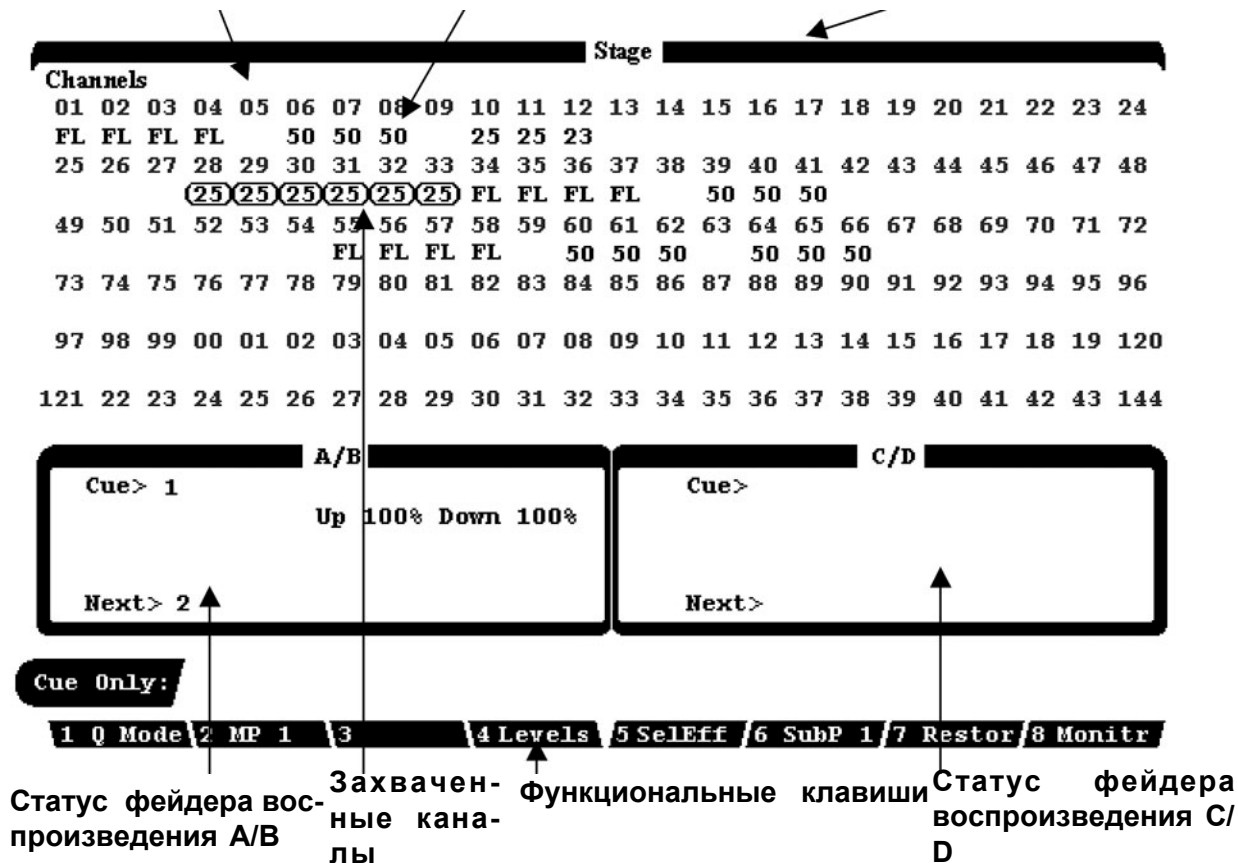 Stage
Channels
01 02 03 04 05 06 07 08 09 10 11 12 13 14 15 16 17 18 19 20 21 22 23 24
FL FL FL FL 50 50 50 25 25 23
25 26 27 28 29 30 31 32 33 34 35 36 37 38 39 40 41 42 43 44 45 46 47 48
25 25 25 25 25 25 FL FL FL FL 50 50 50
49 50 51 52 53 54 55 56 57 58 59 60 61 62 63 64 65 66 67 68 69 70 71 72
FL FL FL FL 50 50 50 50 50 50
73 74 75 76 77 78 79 80 81 82 83 84 85 86 87 88 89 90 91 92 93 94 95 96
97 98 99 00 01 02 03 04 05 06 07 08 09 10 11 12 13 14 15 16 17 18 19 120
121 22 23 24 25 26 27 28 29 30 31 32 33 34 35 36 37 38 39 40 41 42 43 144
A/B
Cue> 1
Up 100% Down 100%
Next> 2
C/D
Cue>
Next>
Cue Only:
1 Q Mode 2 MP 1 3 4 Levels 5 SelEff 6 SubP 1 7 Restor 8 Monitr
Статус фейдера вос-
произведения A/B
Захвачен-
ные кана-
лы
Функциональные клавиши
Статус фейдера
воспроизведения C/
D